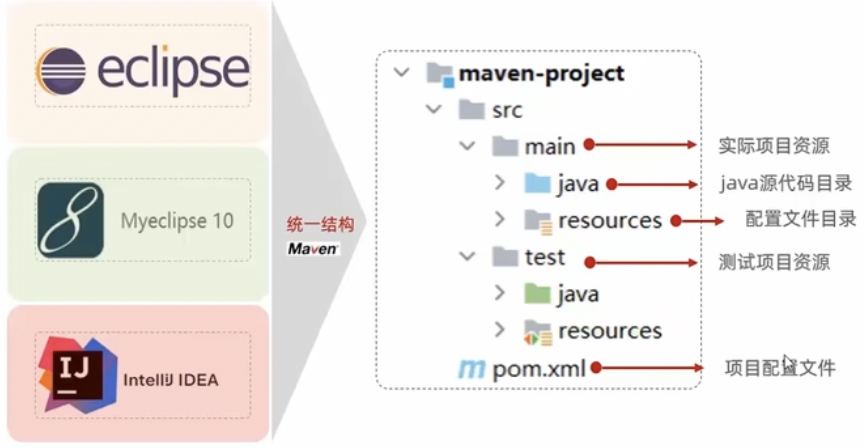 eclipse
Myeclipse 10
IJ
IntelliJ IDEA
统一结构
Maven
maven-project
src
main
实际项目资源
java
java源代码目录
resources
配置文件目录
test
测试项目资源
java
resources
m pom.xml
项目配置文件